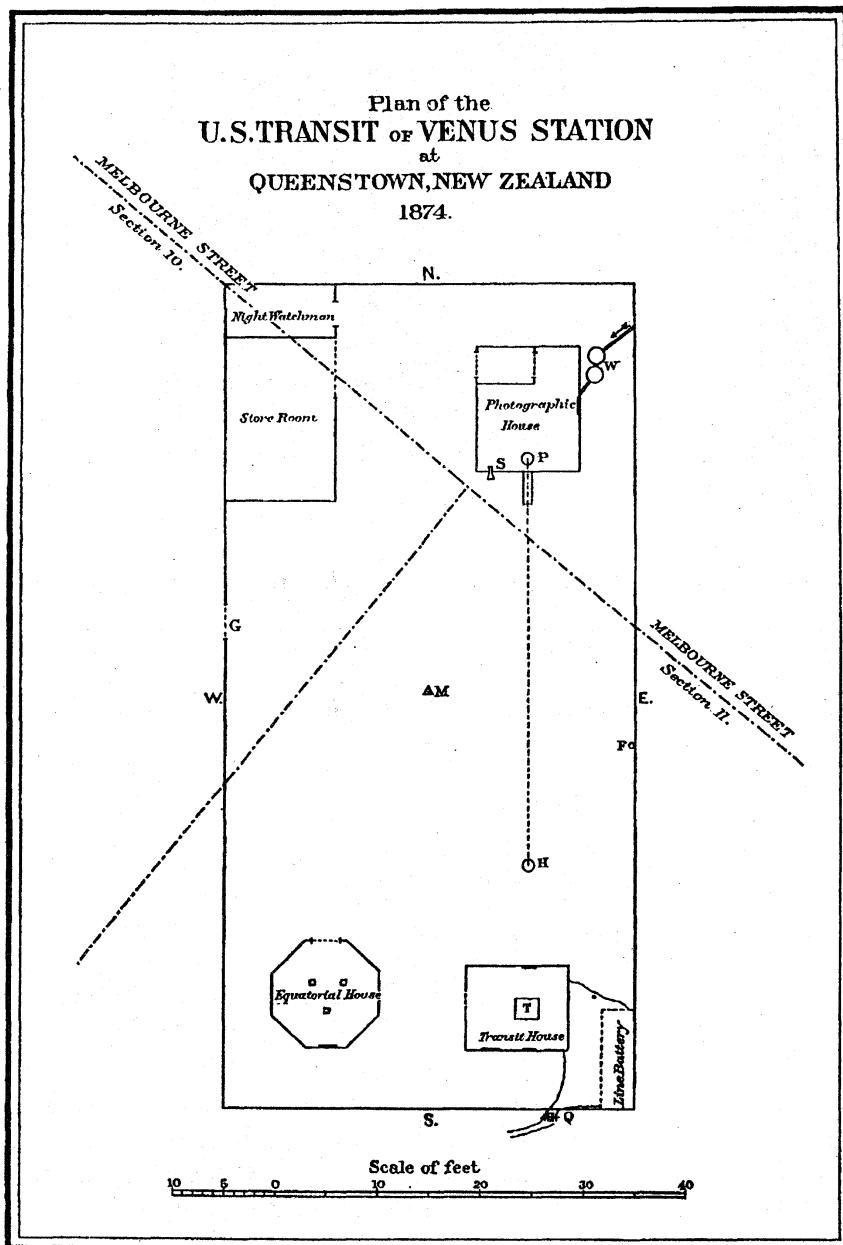 Plan of the
U.S. TRANSIT OF VENUS STATION
at
QUEENSTOWN, NEW ZEALAND
1874.
MELBOURNE STREET
Section 10.
N.
Night Watchman
W
Store Room
Photographic
House
S
P
G
MELBOURNE STREET
Section 11.
W.
M
E.
F
H
Equatorial House
T
Transit House
Line Battery
S.
Q
Scale of feet
10 5 0 10 20 30 40